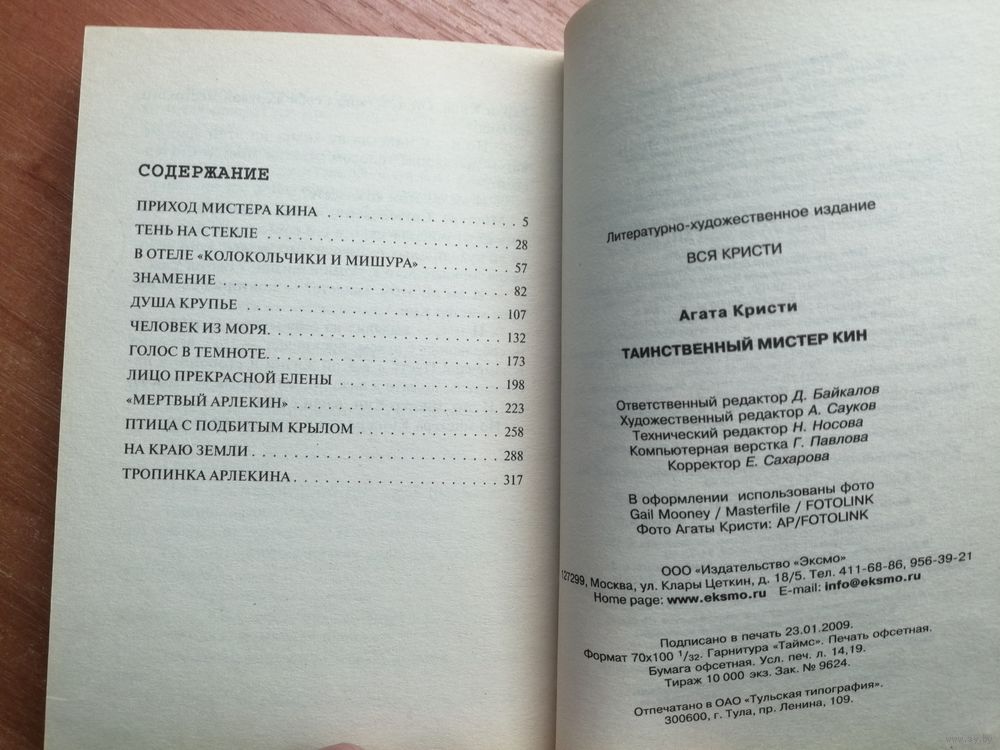 СОДЕРЖАНИЕ
ПРИХОД МИСТЕРА КИНА . . . . . . . . . . . . . . . . . . . 5
ТЕНЬ НА СТЕКЛЕ . . . . . . . . . . . . . . . . . . . . . . . . 28
В ОТЕЛЕ «КОЛОКОЛЬЧИКИ И МИШУРА» . . . . . . . . 57
ЗНАМЕНИЕ . . . . . . . . . . . . . . . . . . . . . . . . . . . . 82
ДУША КРУПЬЕ . . . . . . . . . . . . . . . . . . . . . . . . . 107
ЧЕЛОВЕК ИЗ МОРЯ. . . . . . . . . . . . . . . . . . . . . . 132
ГОЛОС В ТЕМНОТЕ. . . . . . . . . . . . . . . . . . . . . . 173
ЛИЦО ПРЕКРАСНОЙ ЕЛЕНЫ . . . . . . . . . . . . . . . . 198
«МЕРТВЫЙ АРЛЕКИН» . . . . . . . . . . . . . . . . . . . . 223
ПТИЦА С ПОДБИТЫМ КРЫЛОМ . . . . . . . . . . . . . . 258
НА КРАЮ ЗЕМЛИ . . . . . . . . . . . . . . . . . . . . . . . . 288
ТРОПИНКА АРЛЕКИНА . . . . . . . . . . . . . . . . . . . . 317
Литературно-художественное издание
ВСЯ КРИСТИ
Агата Кристи
ТАИНСТВЕННЫЙ МИСТЕР КИН
Ответственный редактор Д. Байкалов
Художественный редактор А. Сауков
Технический редактор Н. Носова
Компьютерная верстка Г. Павлова
Корректор Е. Сахарова
В оформлении использованы фото
Gail Mooney / Masterfile / FOTOLINK
Фото Агаты Кристи: AP/FOTOLINK
ООО «Издательство «Эксмо»
127299, Москва, ул. Клары Цеткин, д. 18/5. Тел. 411-68-86, 956-39-21
Home page: www.eksmo.ru E-mail: info@eksmo.ru
Подписано в печать 23.01.2009.
Формат 70x100 1/32. Гарнитура «Таймс». Печать офсетная.
Бумага офсетная. Усл. печ. л. 14,19.
Тираж 10 000 экз. Зак. № 9624.
Отпечатано в ОАО «Тульская типография».
300600, г. Тула, пр. Ленина, 109.